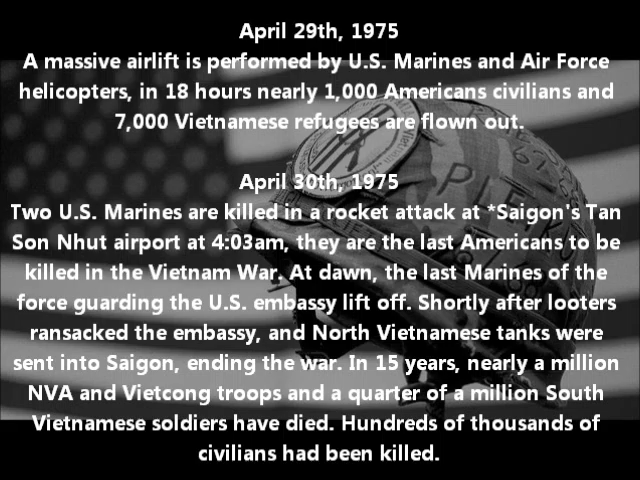 April 29th, 1975
A massive airlift is performed by U.S. Marines and Air Force
helicopters, in 18 hours nearly 1,000 Americans civilians and
7,000 Vietnamese refugees are flown out.
April 30th, 1975
Two U.S. Marines are killed in a rocket attack at *Saigon's Tan
Son Nhut airport at 4:03am, they are the last Americans to be
killed in the Vietnam War. At dawn, the last Marines of the
force guarding the U.S. embassy lift off. Shortly after looters
ransacked the embassy, and North Vietnamese tanks were
sent into Saigon, ending the war. In 15 years, nearly a million
NVA and Vietcong troops and a quarter of a million South
Vietnamese soldiers have died. Hundreds of thousands of
civilians had been killed.